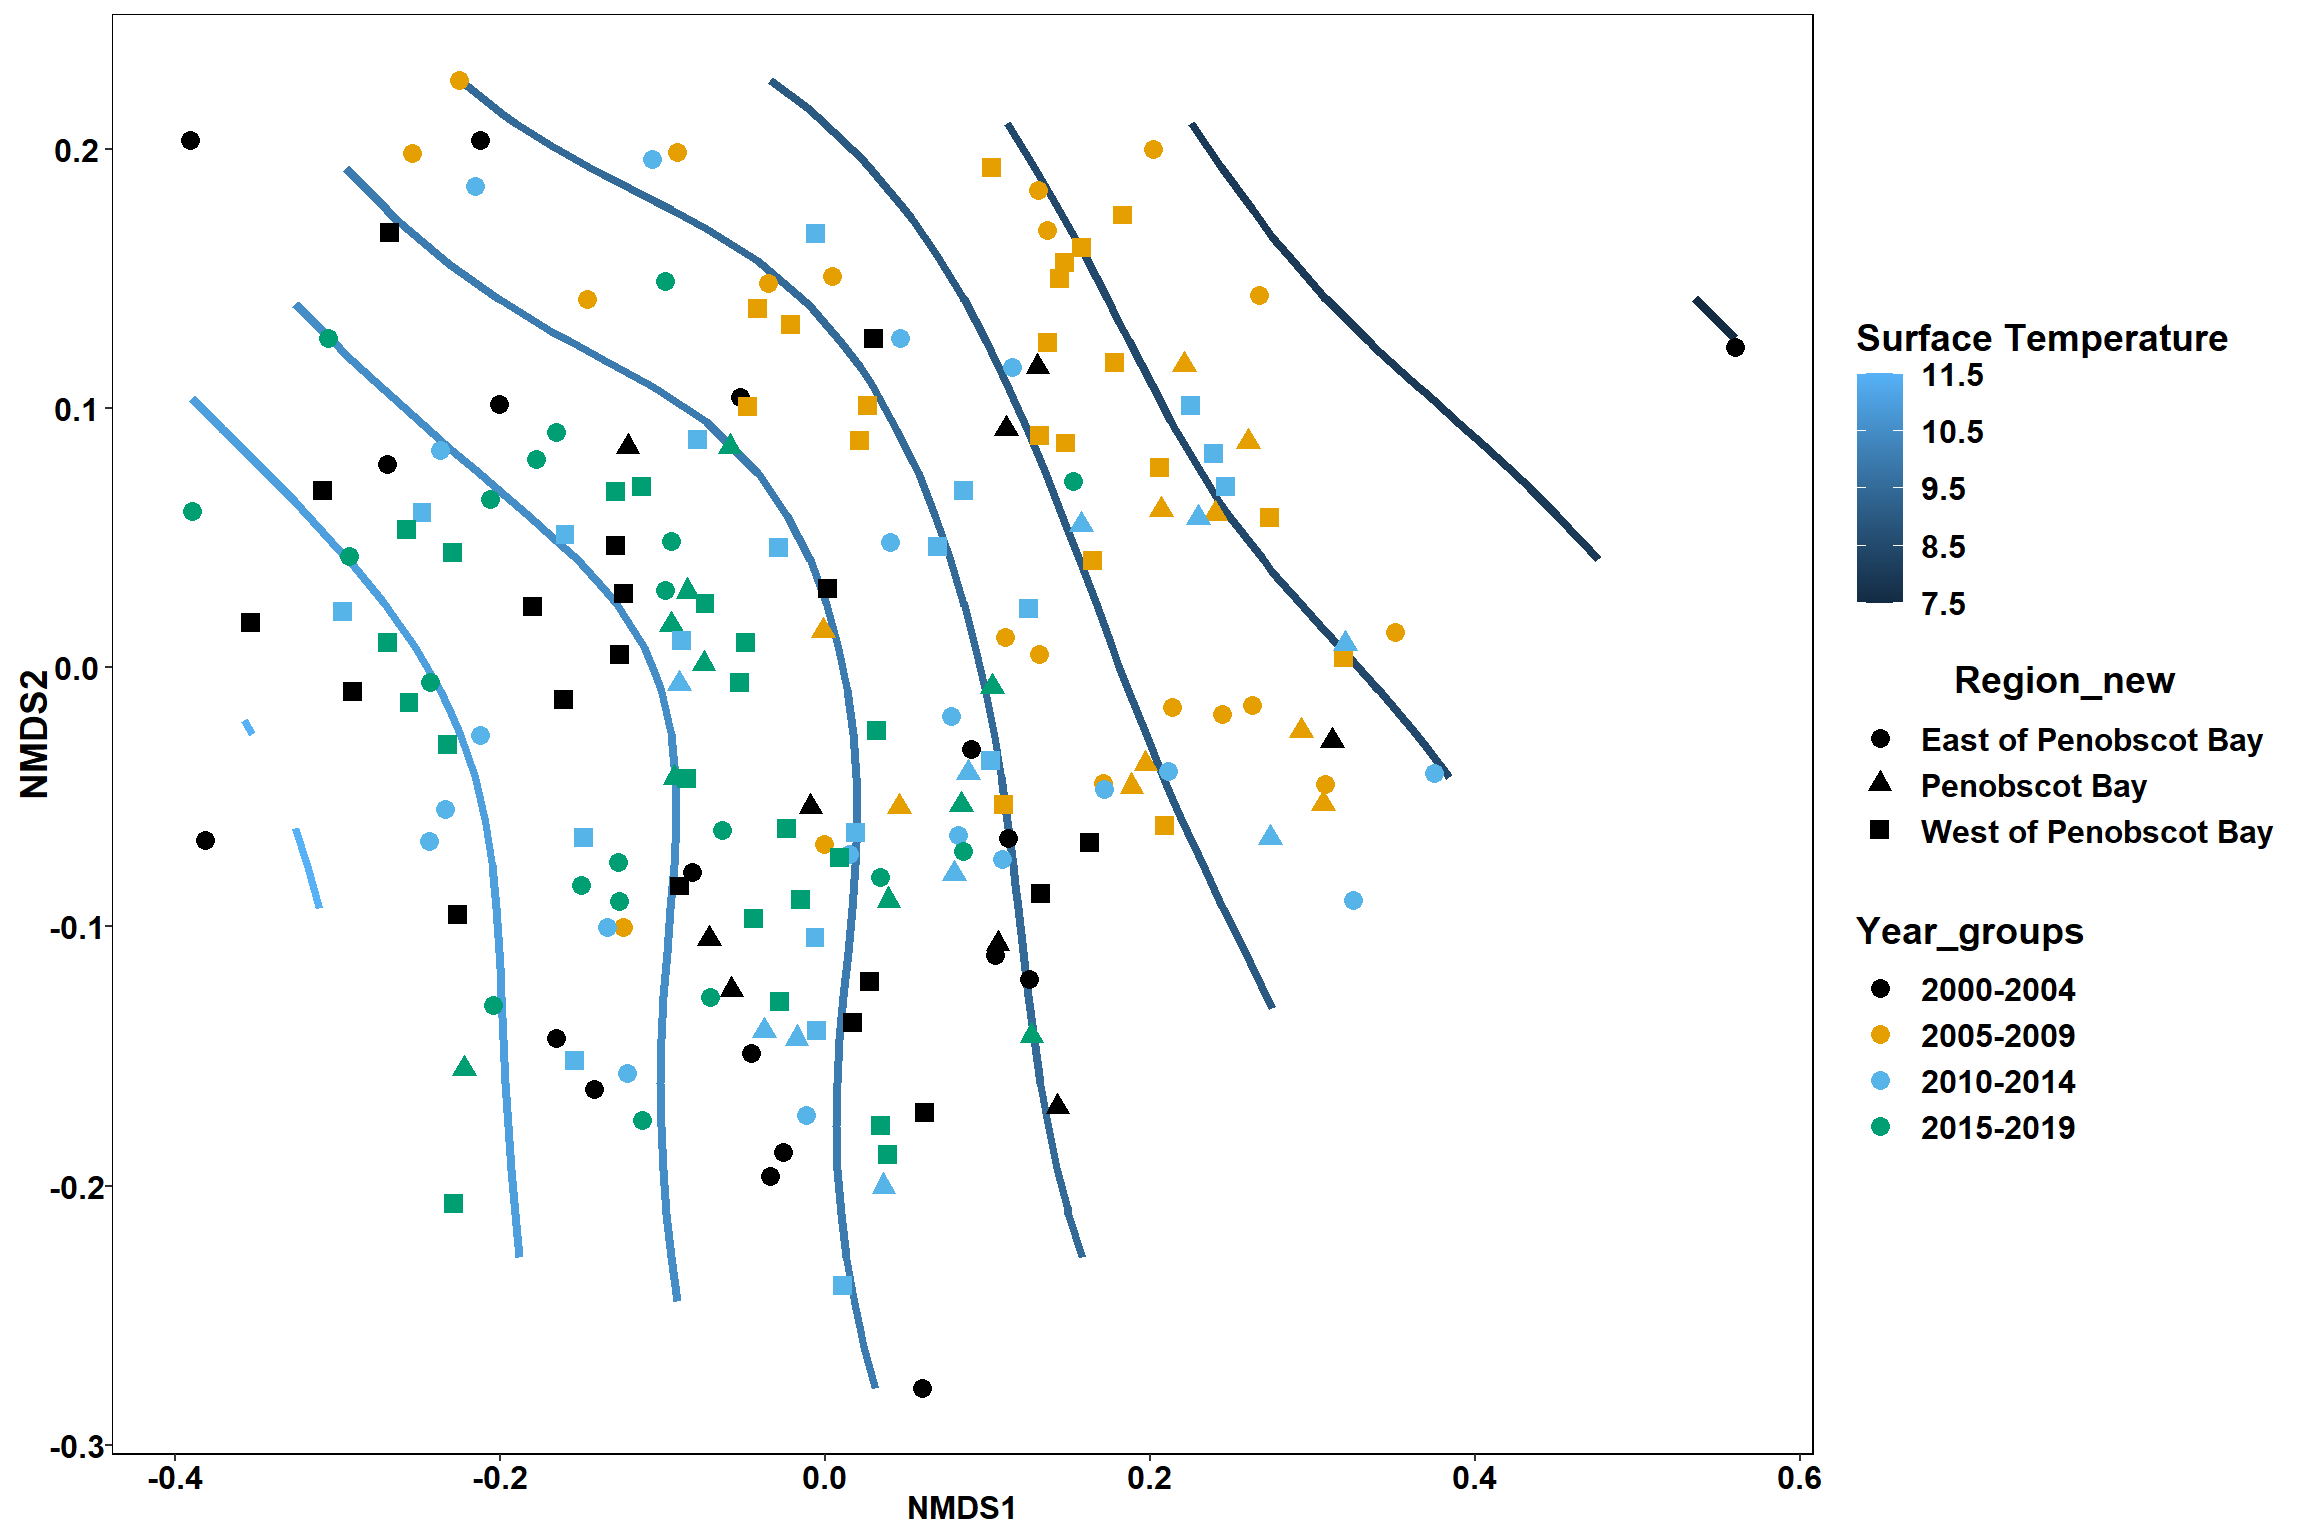 0.2
0.1
0.0
-0.1
-0.2
-0.3
NMDS2
-0.4
-0.2
0.0
0.2
0.4
0.6
NMDS1
Surface Temperature
11.5
10.5
9.5
8.5
7.5
Region_new
East of Penobscot Bay
Penobscot Bay
West of Penobscot Bay
Year_groups
2000-2004
2005-2009
2010-2014
2015-2019